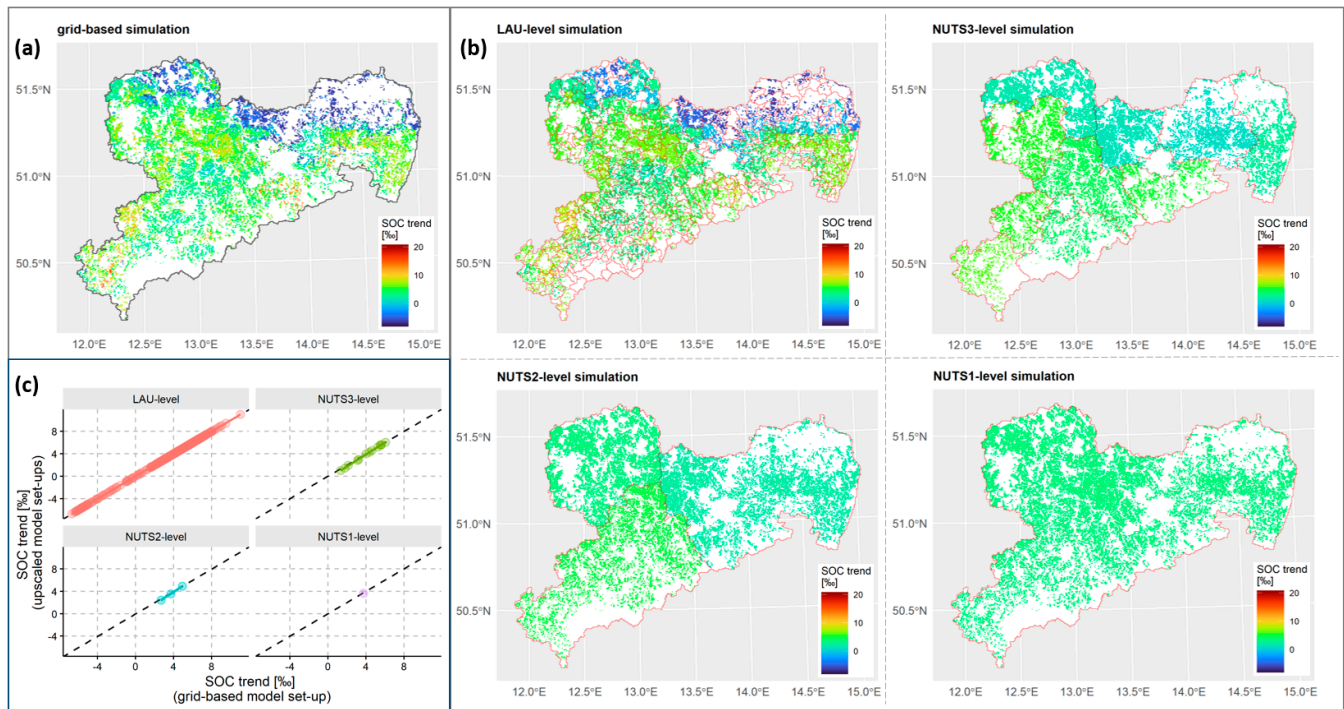 (a)
grid-based simulation
51.5°N
51.0°N
50.5°N
SOC trend
[‰]
20
10
0
12.0°E 12.5°E 13.0°E 13.5°E 14.0°E 14.5°E 15.0°E
(b)
LAU-level simulation
51.5°N
51.0°N
50.5°N
SOC trend
[‰]
20
10
0
12.0°E 12.5°E 13.0°E 13.5°E 14.0°E 14.5°E 15.0°E
NUTS3-level simulation
51.5°N
51.0°N
50.5°N
SOC trend
[‰]
20
10
0
12.0°E 12.5°E 13.0°E 13.5°E 14.0°E 14.5°E 15.0°E
(c)
LAU-level
NUTS3-level
8
4
0
-4
NUTS2-level
NUTS1-level
8
4
0
-4
-4 0 4 8
-4 0 4 8
SOC trend [‰]
(upscaled model set-ups)
SOC trend [‰]
(grid-based model set-up)
NUTS2-level simulation
51.5°N
51.0°N
50.5°N
SOC trend
[‰]
20
10
0
12.0°E 12.5°E 13.0°E 13.5°E 14.0°E 14.5°E 15.0°E
NUTS1-level simulation
51.5°N
51.0°N
50.5°N
SOC trend
[‰]
20
10
0
12.0°E 12.5°E 13.0°E 13.5°E 14.0°E 14.5°E 15.0°E